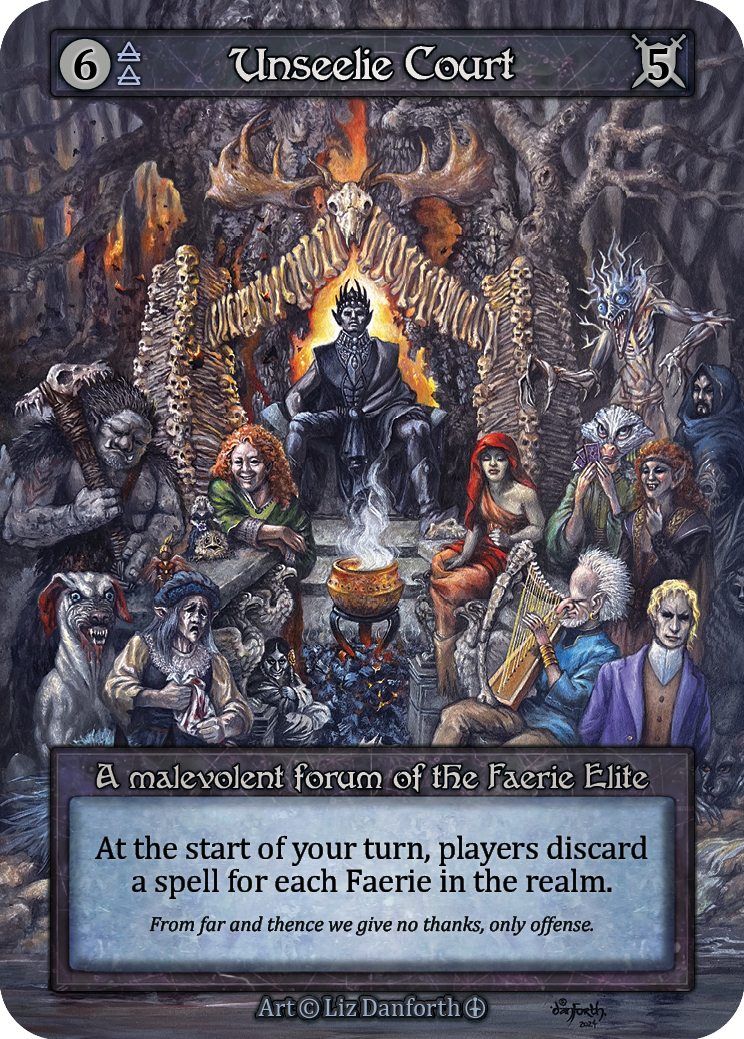 6
Unseelie Court
5
A malevolent forum of the Faerie Elite
At the start of your turn, players discard
a spell for each Faerie in the realm.
From far and thence we give no thanks, only offense.
Art © Liz Danforth
danforth.
2024